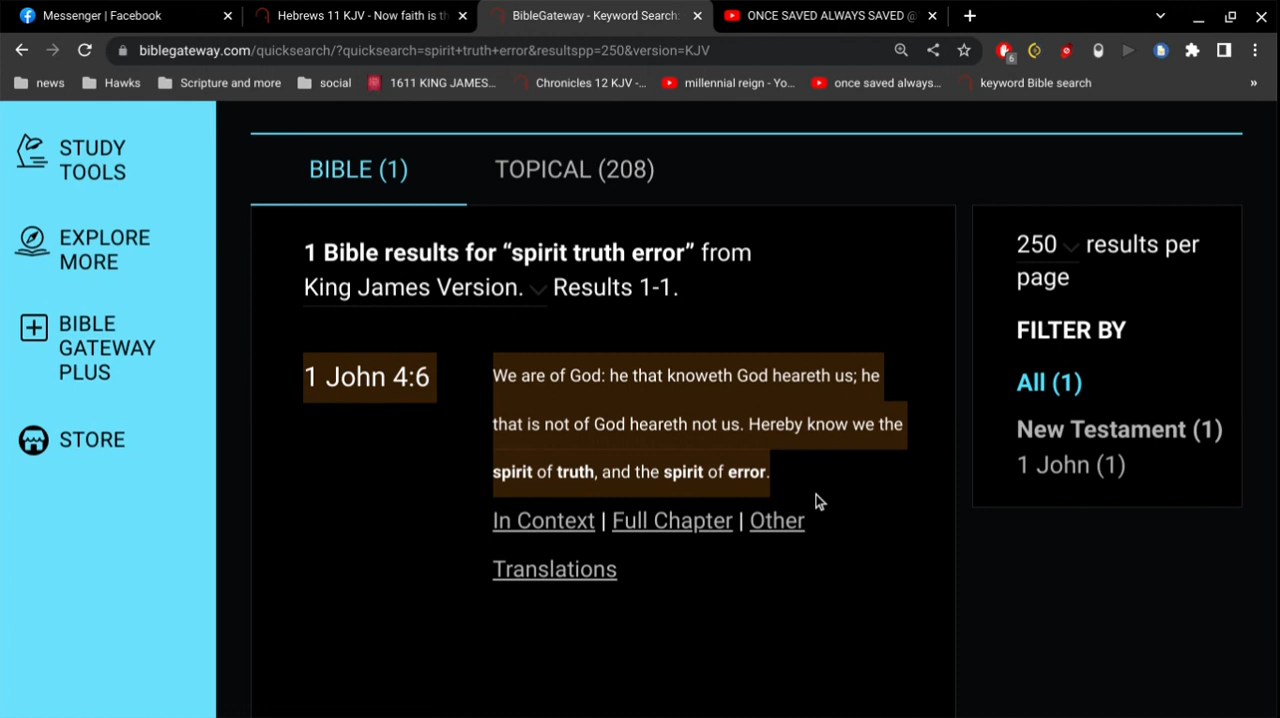 Messenger | Facebook
Hebrews 11 KJV - Now faith is th
BibleGateway - Keyword Search:
ONCE SAVED ALWAYS SAVED @
biblegateway.com/quicksearch/?quicksearch=spirit+truth+error&resultspp=250&version=KJV
6
news
Hawks
Scripture and more
social
1611 KING JAMES...
Chronicles 12 KJV -...
millennial reign - Yo...
once saved always...
keyword Bible search
»
STUDY
TOOLS
EXPLORE
MORE
BIBLE
GATEWAY
PLUS
STORE
BIBLE (1)
TOPICAL (208)
1 Bible results for “spirit truth error” from
King James Version. Results 1-1.
1 John 4:6
We are of God: he that knoweth God heareth us; he
that is not of God heareth not us. Hereby know we the
spirit of truth, and the spirit of error.
In Context | Full Chapter | Other
Translations
250 results per
page
FILTER BY
All (1)
New Testament (1)
1 John (1)